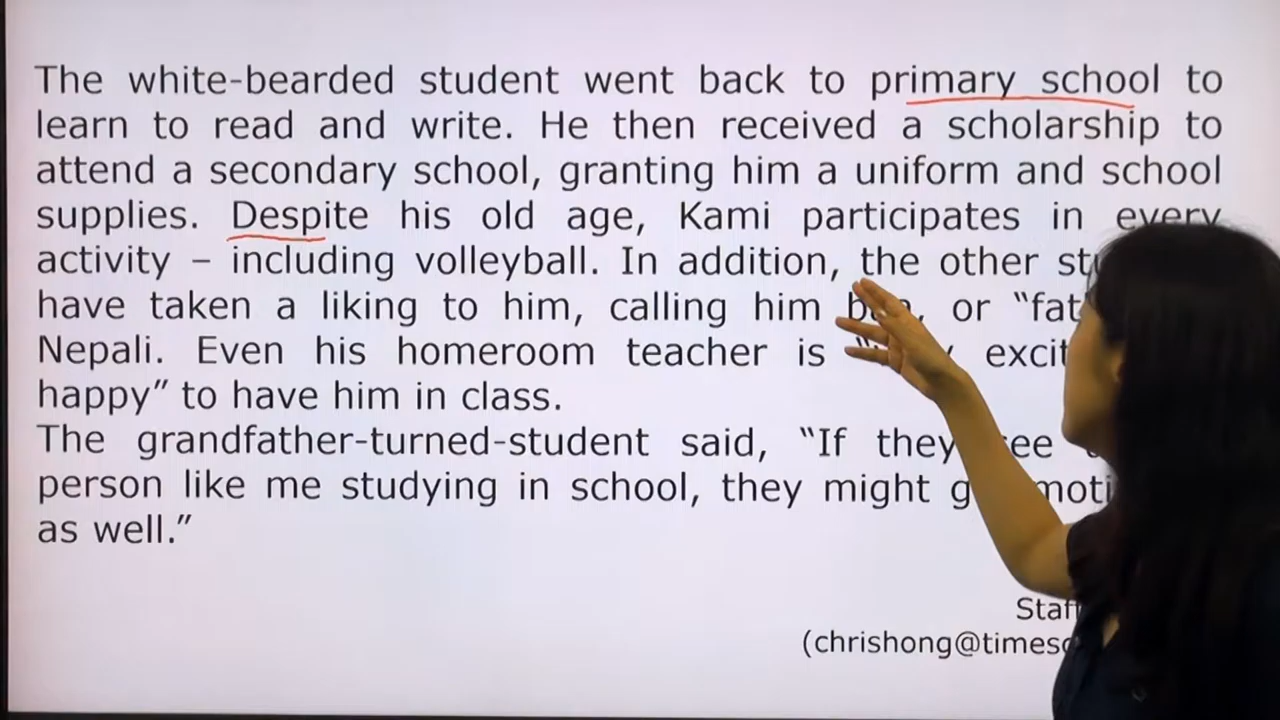 The white-bearded student went back to primary school to
learn to read and write. He then received a scholarship to
attend a secondary school, granting him a uniform and school
supplies. Despite his old age, Kami participates in every
activity – including volleyball. In addition, the other
have taken a liking to him, calling him or
Nepali. Even his homeroom teacher is
happy” to have him in class.
The grandfather-turned-student said, “If they see
person like me studying in school, they might
as well.”
Staff
(chrishong@times